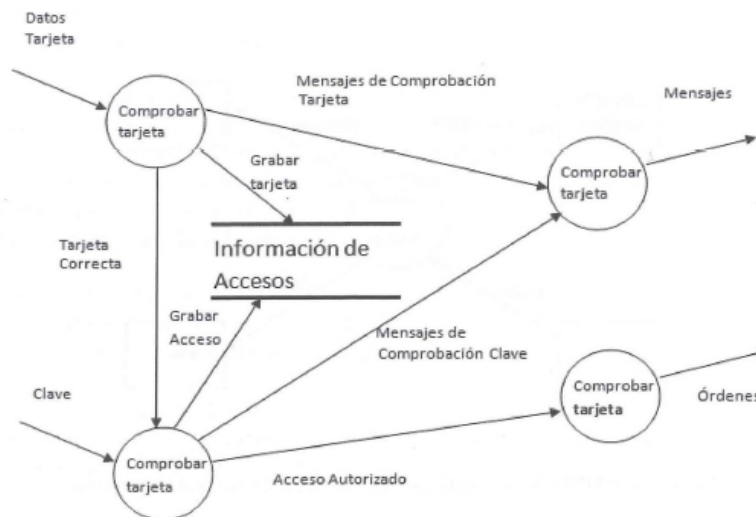 Datos
Tarjeta
Comprobar
tarjeta
Mensajes de Comprobación
Tarjeta
Mensajes
Comprobar
tarjeta
Grabar
tarjeta
Tarjeta
Correcta
Información de
Accesos
Grabar
Acceso
Mensajes de
Comprobación Clave
Clave
Comprobar
tarjeta
Órdenes
Comprobar
tarjeta
Acceso Autorizado